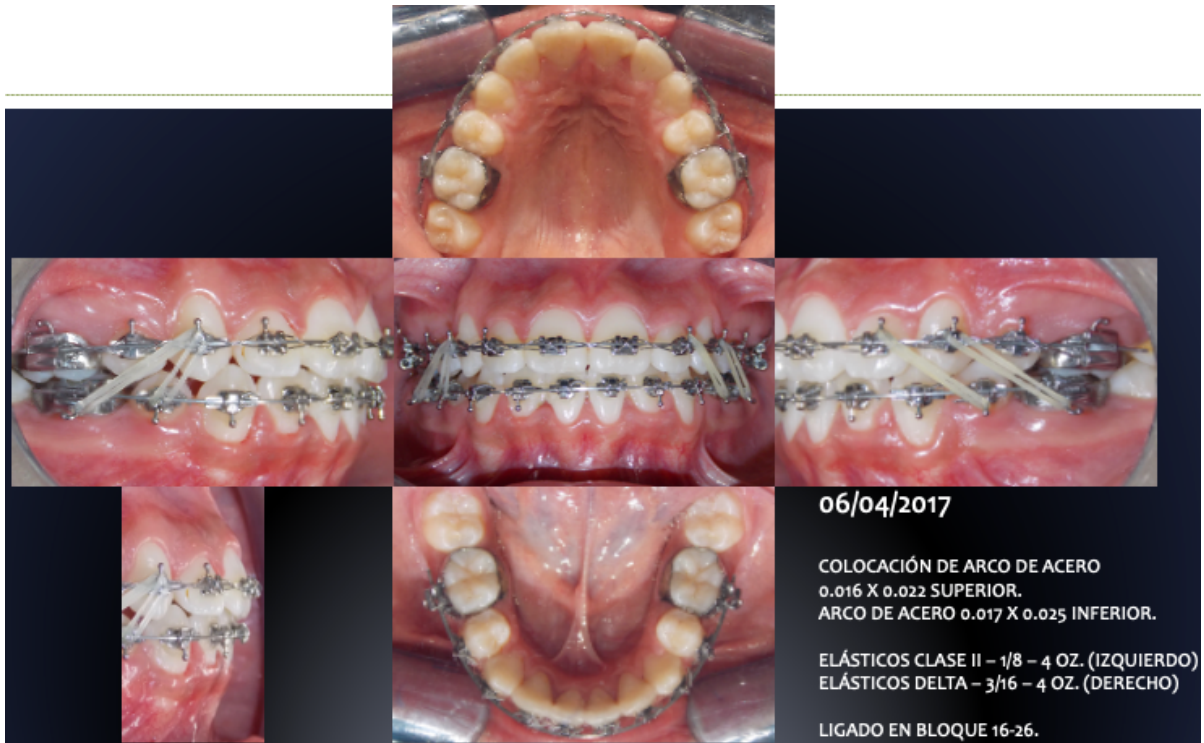 06/04/2017
COLOCACIÓN DE ARCO DE ACERO
0.016 X 0.022 SUPERIOR.
ARCO DE ACERO 0.017 X 0.025 INFERIOR.
ELÁSTICOS CLASE II – 1/8 – 4 OZ. (IZQUIERDO)
ELÁSTICOS DELTA – 3/16 – 4 OZ. (DERECHO)
LIGADO EN BLOQUE 16-26.